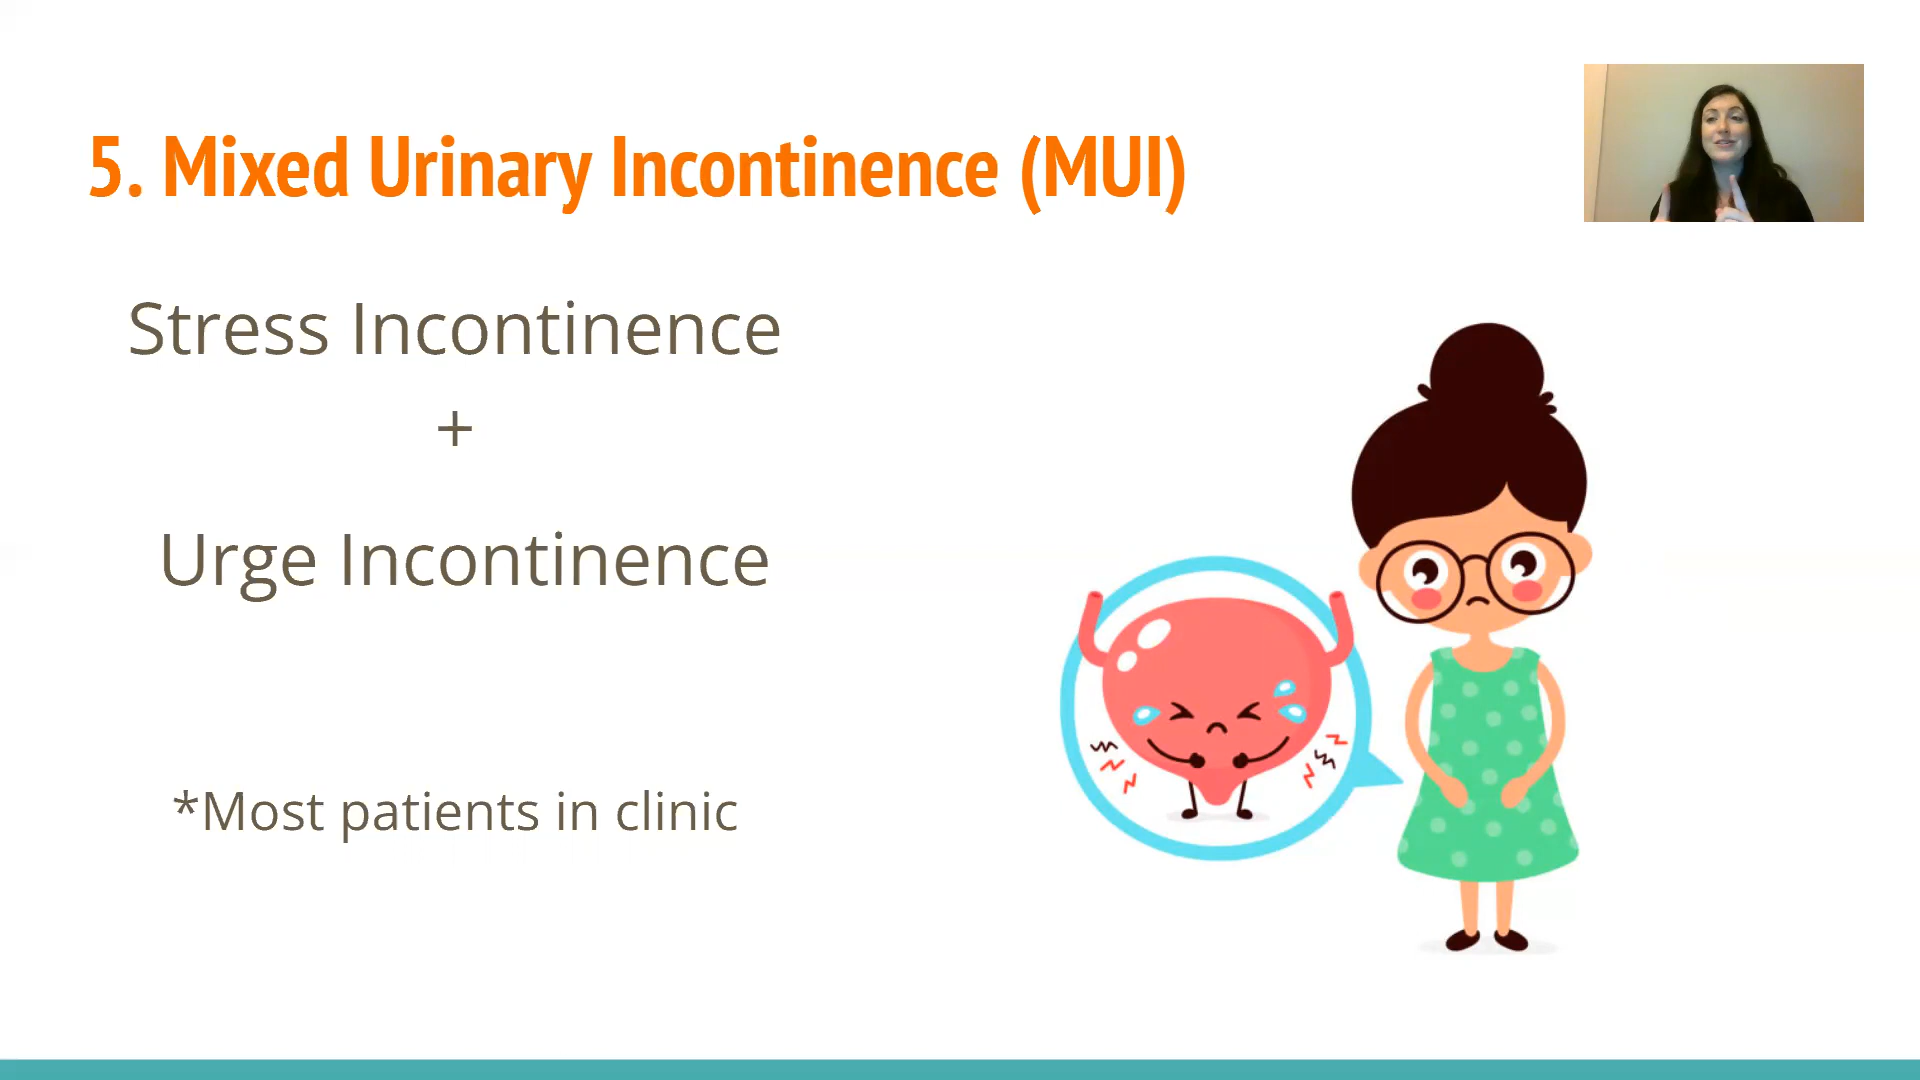 5. Mixed Urinary Incontinence (MUI)
Stress Incontinence
+
Urge Incontinence
*Most patients in clinic